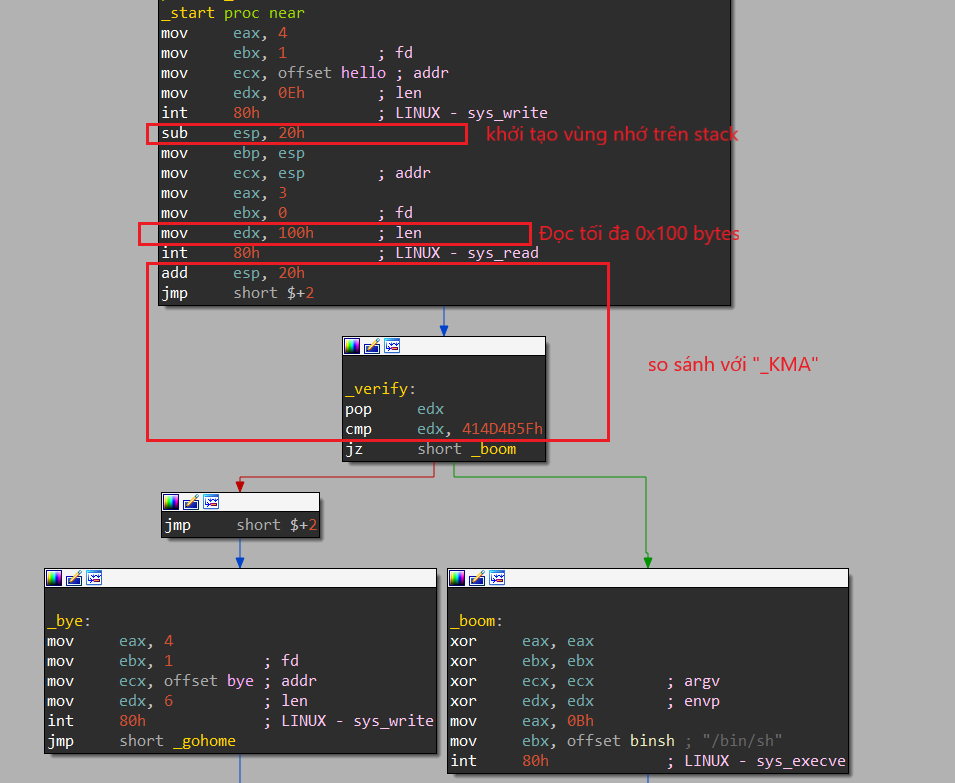 _start proc near
mov eax, 4
mov ebx, 1 ; fd
mov ecx, offset hello ; addr
mov edx, 0Eh ; len
int 80h ; LINUX - sys_write
sub esp, 20h khởi tạo vùng nhớ trên stack
mov ebp, esp
mov ecx, esp ; addr
mov eax, 3
mov ebx, 0 ; fd
mov edx, 100h ; len Đọc tối đa 0x100 bytes
int 80h ; LINUX - sys_read
add esp, 20h
jmp short $+2
so sánh với "_KMA"
_verify:
pop edx
cmp edx, 414D4B5Fh
jz short _boom
jmp short $+2
_bye:
mov eax, 4
mov ebx, 1 ; fd
mov ecx, offset bye ; addr
mov edx, 6 ; len
int 80h ; LINUX - sys_write
jmp short _gohome
_boom:
xor eax, eax
xor ebx, ebx
xor ecx, ecx ; argv
xor edx, edx ; envp
mov eax, 0Bh
mov ebx, offset binsh ; "/bin/sh"
int 80h ; LINUX - sys_execve